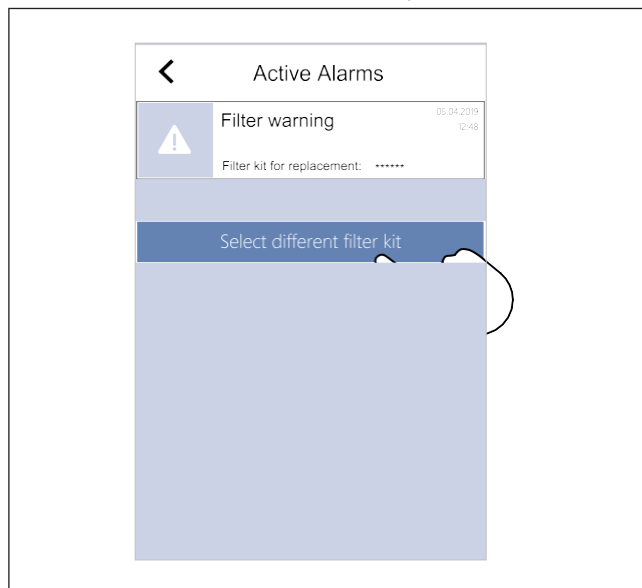 Active Alarms
Filter warning
05.04.2019
12:48
Filter kit for replacement: ******
Select different filter kit